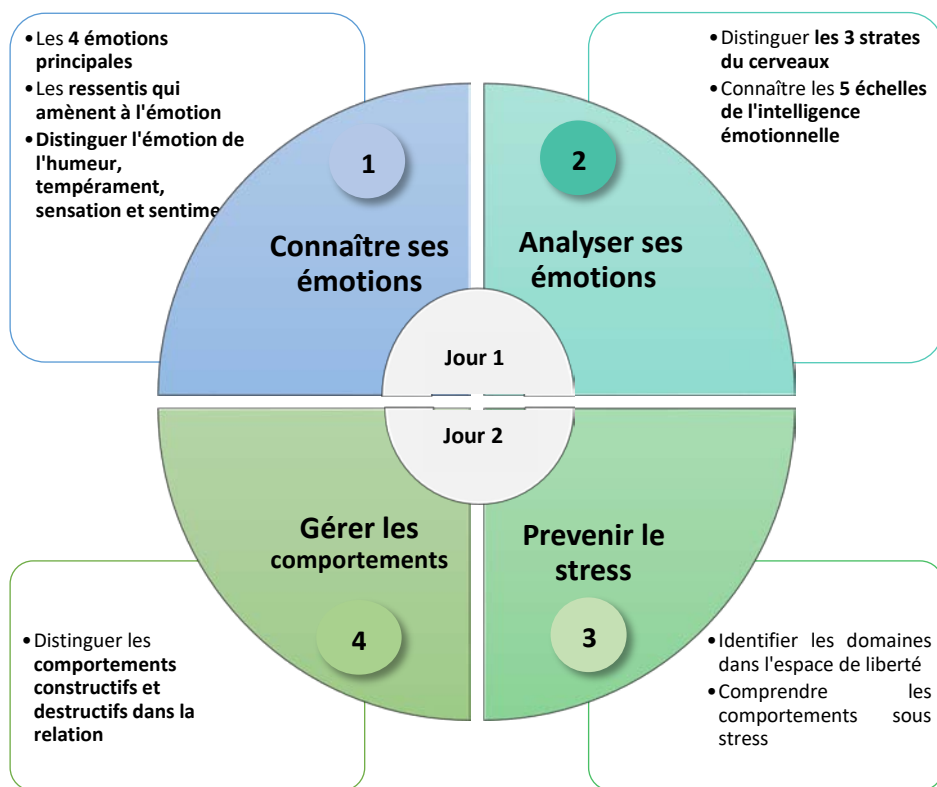 •Les 4 émotions
principales
•Les ressentis qui
amènent à l'émotion
•Distinguer l'émotion de
l'humeur,
tempérament,
sensation et sentime
1
Connaître ses
émotions
•Distinguer les 3 strates
du cerveaux
•Connaître les 5 échelles
de l'intelligence
émotionnelle
2
Analyser ses
émotions
Jour 1
Jour 2
Prevenir le
stress
3
•Identifier les domaines
dans l'espace de liberté
•Comprendre les
comportements sous
stress
Gérer les
comportements
4
•Distinguer les
comportements
constructifs et
destructifs dans la
relation